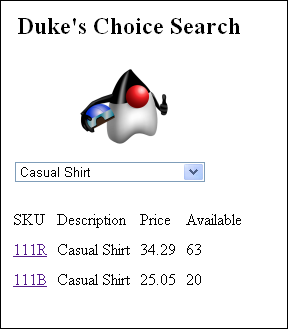 Duke's Choice Search
Casual Shirt
SKU Description Price Available
111R Casual Shirt 34.29 63
111B Casual Shirt 25.05 20